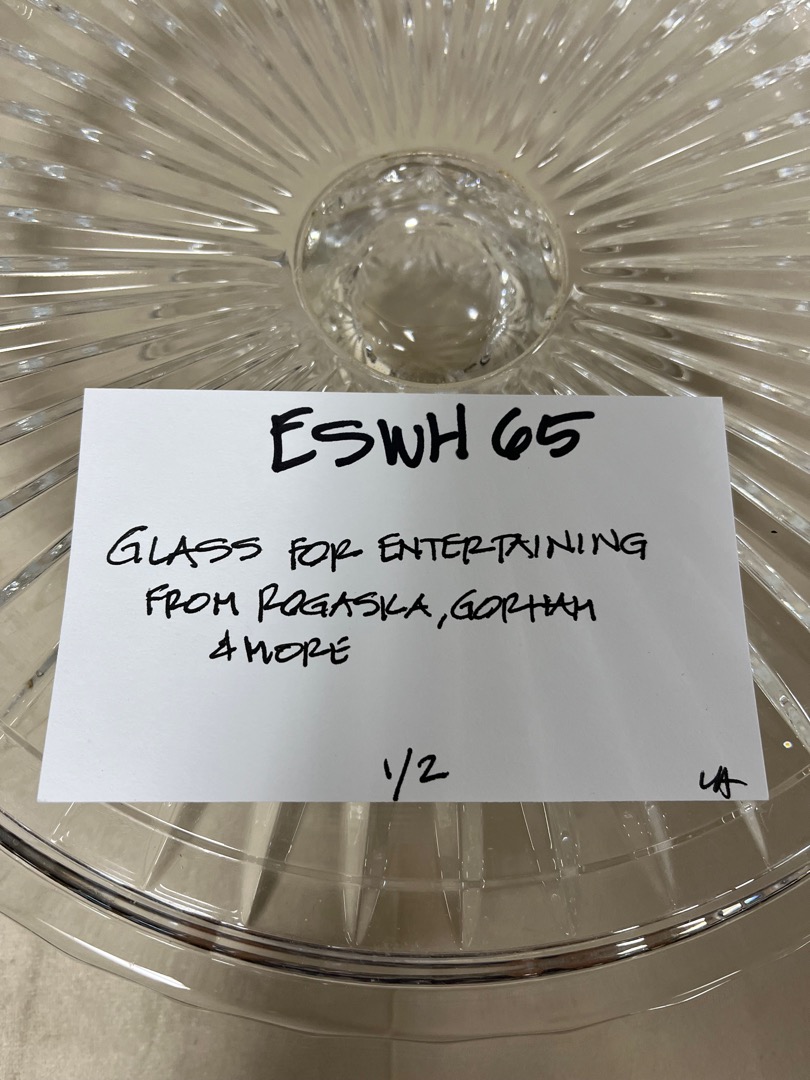 ESWH 65
GLASS FOR ENTERTAINING
FROM ROGASKA, GORHAM
& MORE
1/2